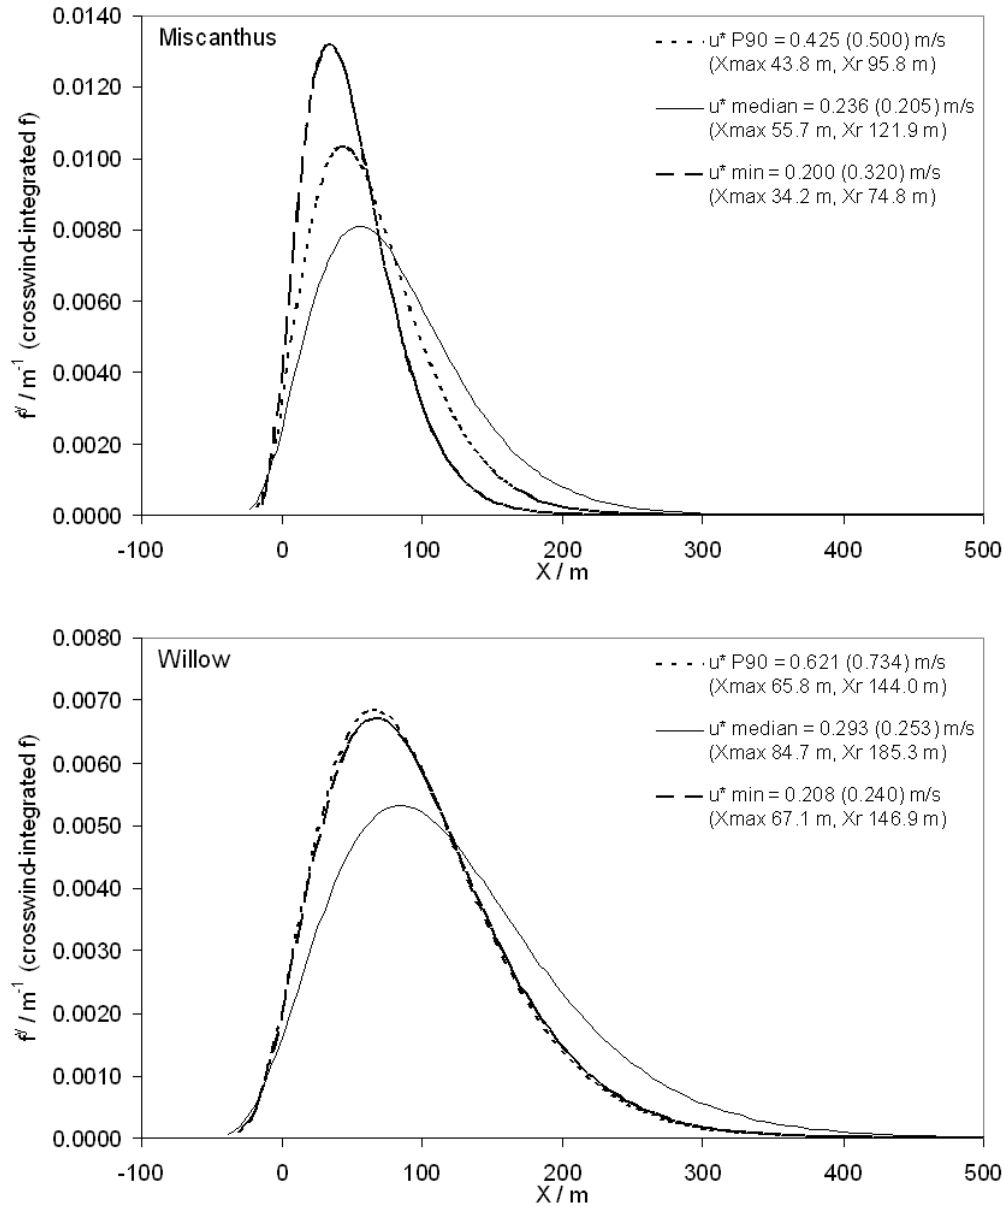 Miscanthus
u* P90 = 0.425 (0.500) m/s
(Xmax 43.8 m, Xr 95.8 m)
u* median = 0.236 (0.205) m/s
(Xmax 55.7 m, Xr 121.9 m)
u* min = 0.200 (0.320) m/s
(Xmax 34.2 m, Xr 74.8 m)
0.0140
0.0120
0.0100
0.0080
0.0060
0.0040
0.0020
0.0000
fʸ / m⁻¹ (crosswind-integrated f)
-100 0 100 200 300 400 500
X / m
Willow
u* P90 = 0.621 (0.734) m/s
(Xmax 65.8 m, Xr 144.0 m)
u* median = 0.293 (0.253) m/s
(Xmax 84.7 m, Xr 185.3 m)
u* min = 0.208 (0.240) m/s
(Xmax 67.1 m, Xr 146.9 m)
0.0080
0.0070
0.0060
0.0050
0.0040
0.0030
0.0020
0.0010
0.0000
fʸ / m⁻¹ (crosswind-integrated f)
-100 0 100 200 300 400 500
X / m